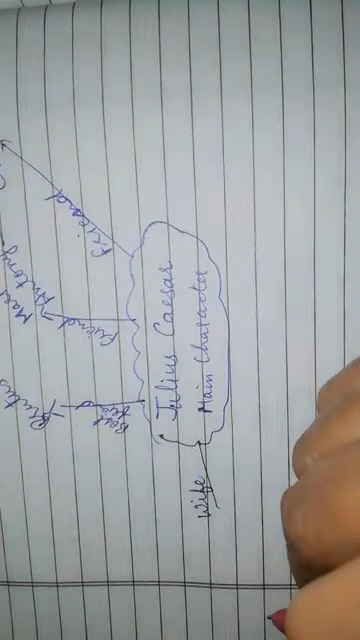 Julius Caesar
Main Character
Wife
Best
friend
Brutus
Friend
Mark
Antony
Friend